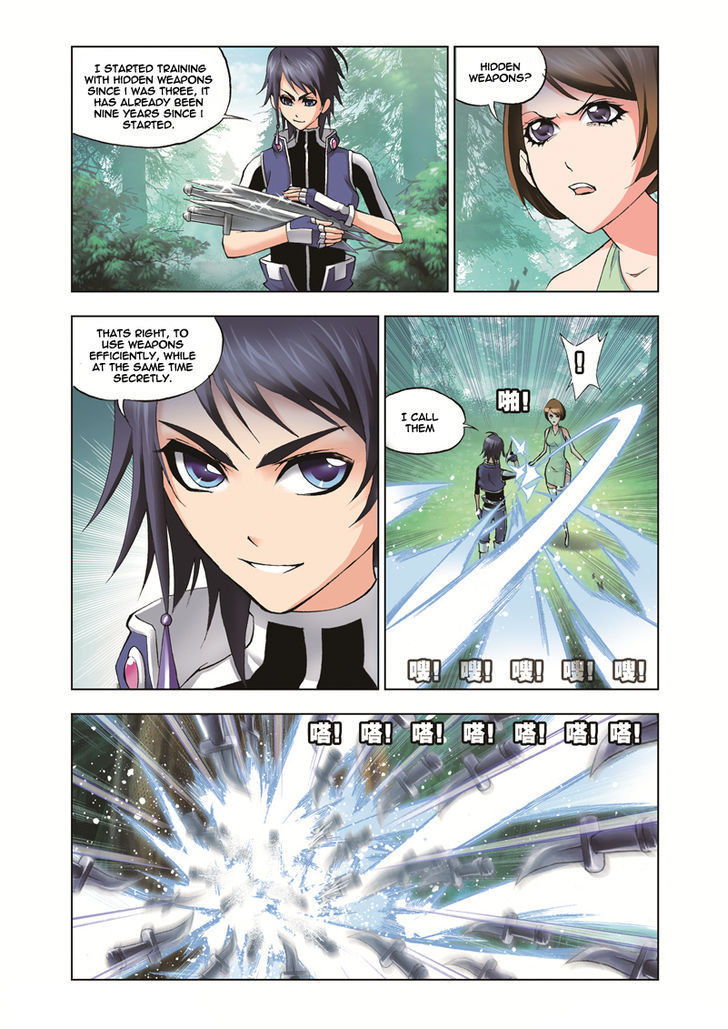 I STARTED TRAINING
WITH HIDDEN WEAPONS
SINCE I WAS THREE, IT
HAS ALREADY BEEN
NINE YEARS SINCE I
STARTED.
HIDDEN
WEAPONS?
THATS RIGHT, TO
USE WEAPONS
EFFICIENTLY, WHILE
AT THE SAME TIME
SECRETLY.
!
啪!
I CALL
THEM
嗖! 嗖! 嗖! 嗖! 嗖!
嗒! 嗒! 嗒! 嗒! 嗒! 嗒! 嗒!